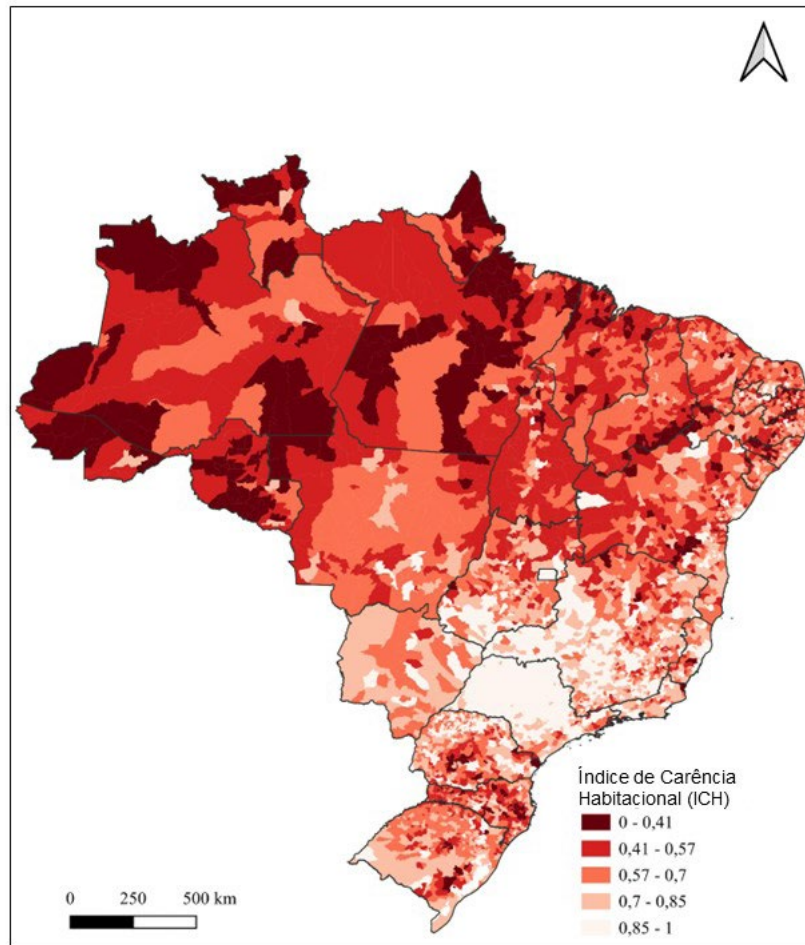 Índice de Carência
Habitacional (ICH)
0 - 0,41
0,41 - 0,57
0,57 - 0,7
0,7 - 0,85
0,85 - 1
0 250 500 km